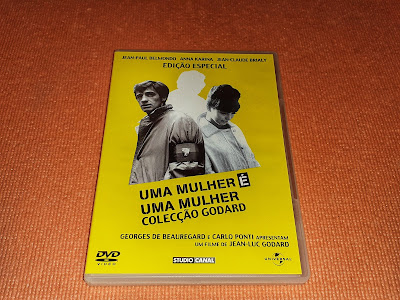 JEAN-PAUL BELMONDO ANNA KARINA JEAN-CLAUDE BRIALY
EDIÇÃO ESPECIAL
UMA MULHER É
UMA MULHER
COLECÇÃO GODARD
GEORGES DE BEAUREGARD e CARLO PONTI APRESENTAM
UM FILME DE JEAN-LUC GODARD
DVD
VIDEO
STUDIO CANAL
UNIVERSAL